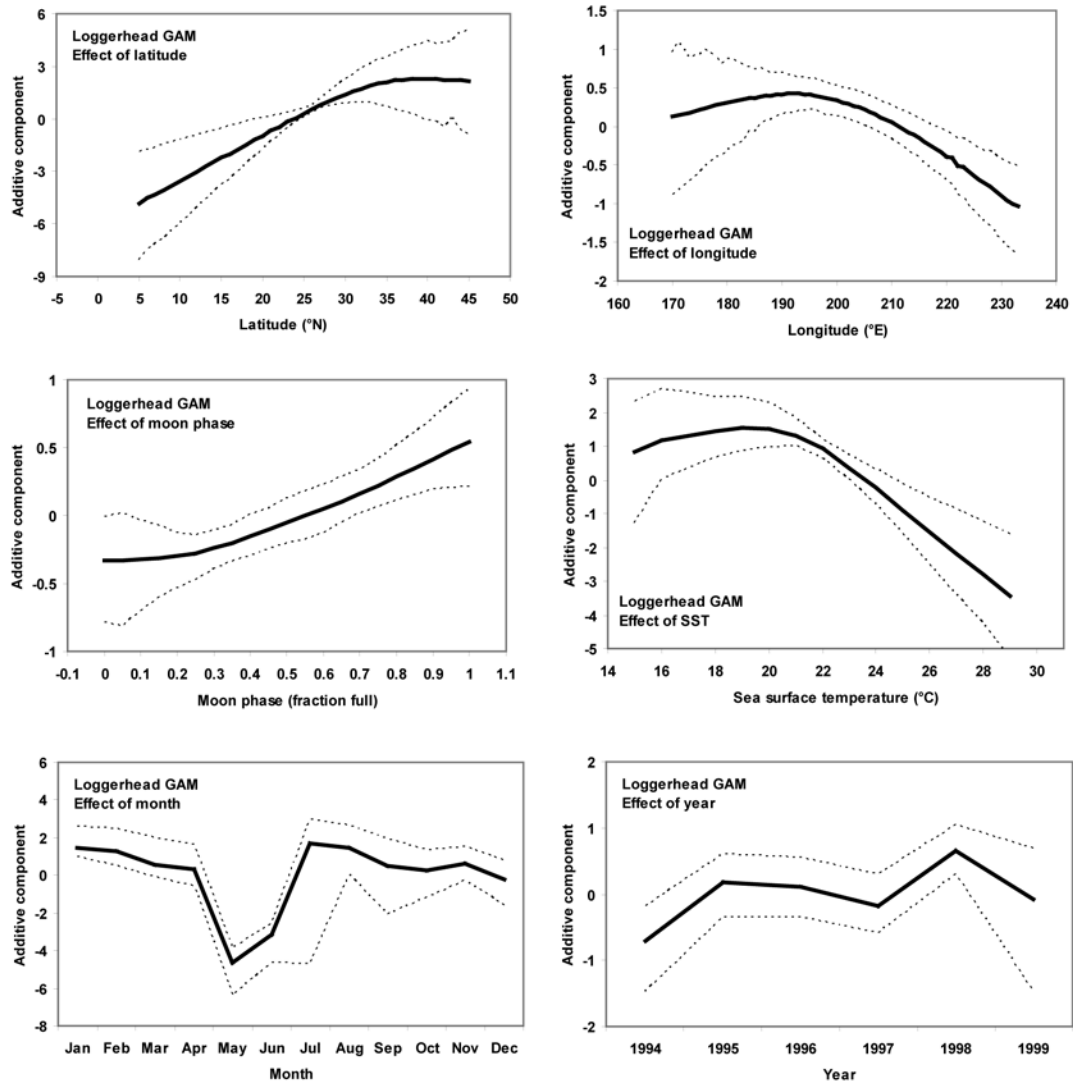 Loggerhead GAM
Effect of latitude
Additive component
6
3
0
-3
-6
-9
-5 0 5 10 15 20 25 30 35 40 45 50
Latitude (°N)
Loggerhead GAM
Effect of longitude
Additive component
1.5
1
0.5
0
-0.5
-1
-1.5
-2
160 170 180 190 200 210 220 230 240
Longitude (°E)
Loggerhead GAM
Effect of moon phase
Additive component
1
0.5
0
-0.5
-1
-0.1 0 0.1 0.2 0.3 0.4 0.5 0.6 0.7 0.8 0.9 1 1.1
Moon phase (fraction full)
Loggerhead GAM
Effect of SST
Additive component
3
2
1
0
-1
-2
-3
-4
-5
14 16 18 20 22 24 26 28 30
Sea surface temperature (°C)
Loggerhead GAM
Effect of month
Additive component
6
4
2
0
-2
-4
-6
-8
Jan Feb Mar Apr May Jun Jul Aug Sep Oct Nov Dec
Month
Loggerhead GAM
Effect of year
Additive component
2
1
0
-1
-2
1994 1995 1996 1997 1998 1999
Year